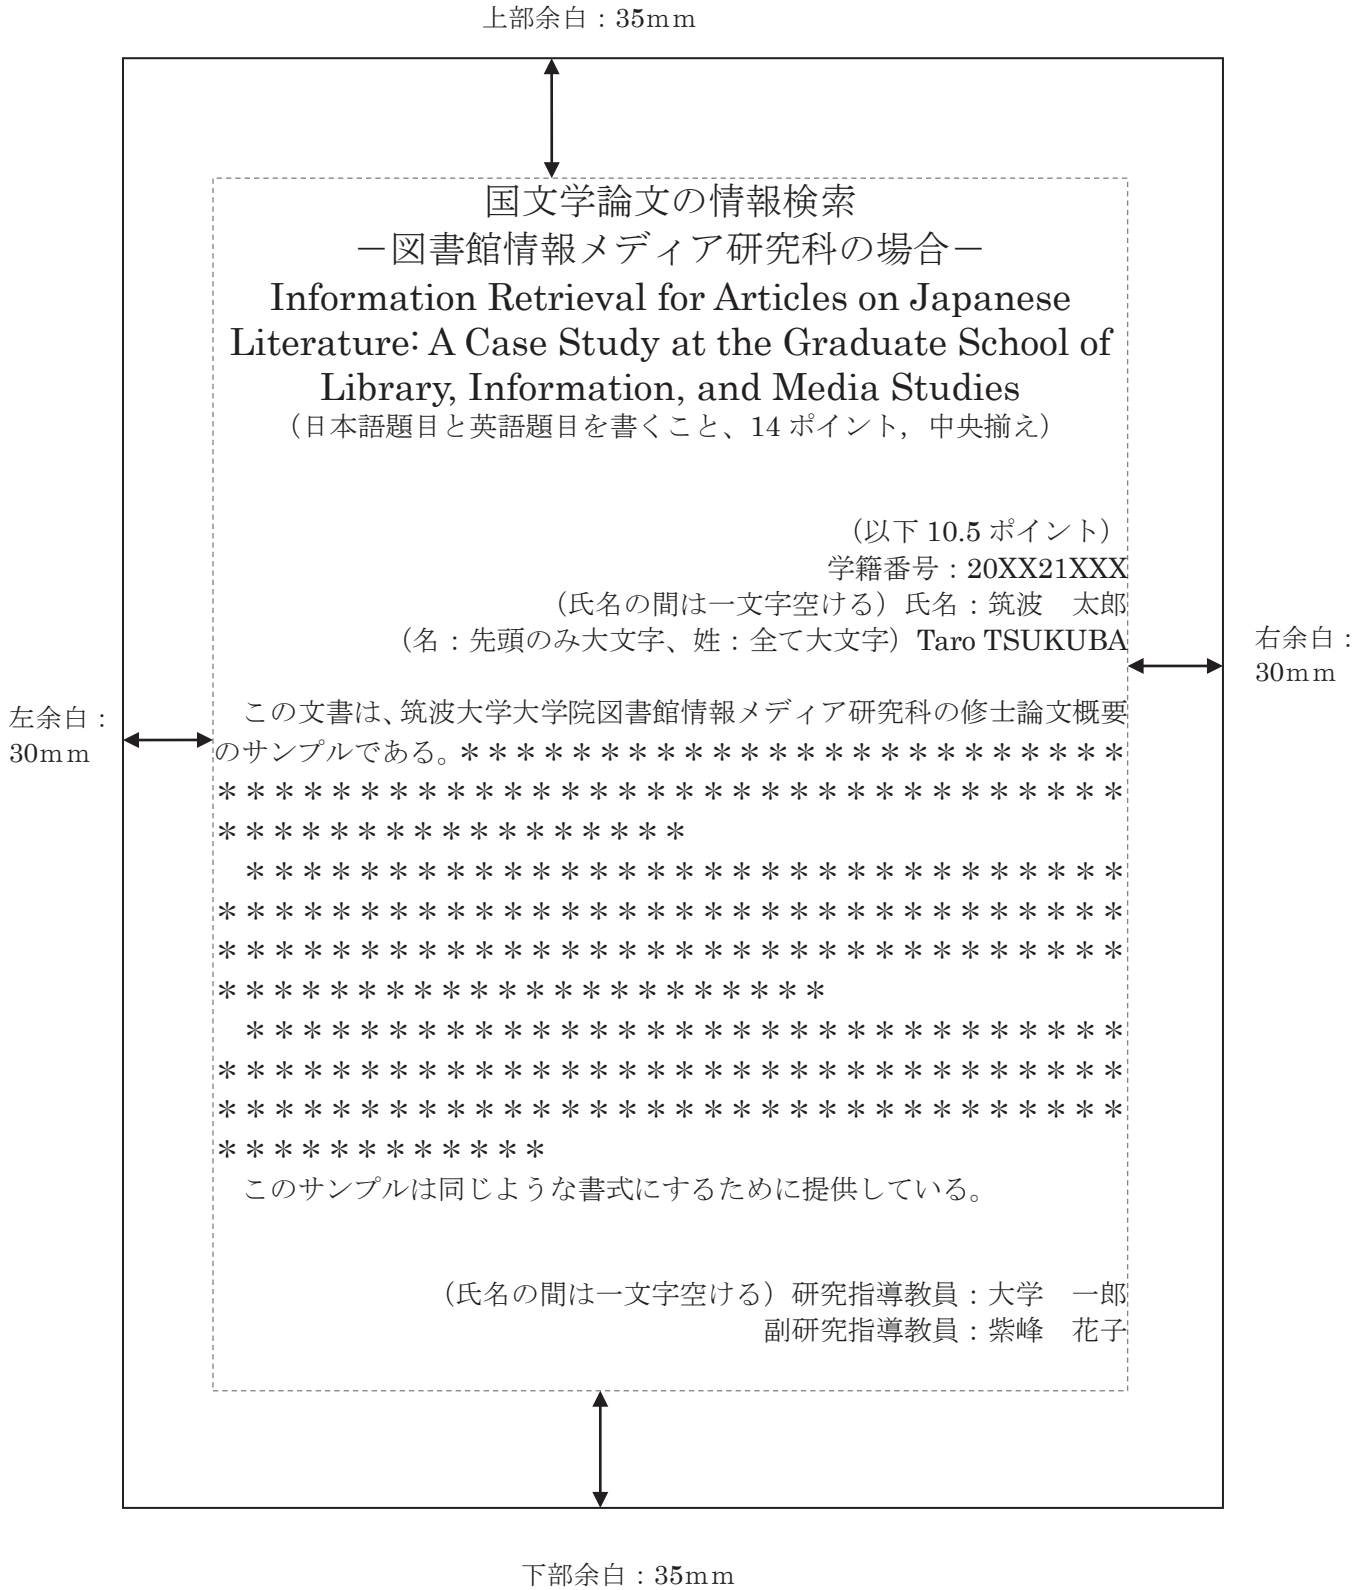 上部余白：35mm
国文学論文の情報検索
－図書館情報メディア研究科の場合－
Information Retrieval for Articles on Japanese
Literature: A Case Study at the Graduate School of
Library, Information, and Media Studies
（日本語題目と英語題目を書くこと、14 ポイント，中央揃え）
（以下 10.5 ポイント）
学籍番号：20XX21XXX
（氏名の間は一文字空ける）氏名：筑波　太郎
（名：先頭のみ大文字、姓：全て大文字）Taro TSUKUBA
右余白：
30mm
左余白：
30mm
　この文書は、筑波大学大学院図書館情報メディア研究科の修士論文概要
のサンプルである。＊＊＊＊＊＊＊＊＊＊＊＊＊＊＊＊＊＊＊＊＊＊＊＊
＊＊＊＊＊＊＊＊＊＊＊＊＊＊＊＊＊＊＊＊＊＊＊＊＊＊＊＊＊＊＊＊
＊＊＊＊＊＊＊＊＊＊＊＊＊＊＊＊＊
　＊＊＊＊＊＊＊＊＊＊＊＊＊＊＊＊＊＊＊＊＊＊＊＊＊＊＊＊＊＊＊
＊＊＊＊＊＊＊＊＊＊＊＊＊＊＊＊＊＊＊＊＊＊＊＊＊＊＊＊＊＊＊＊
＊＊＊＊＊＊＊＊＊＊＊＊＊＊＊＊＊＊＊＊＊＊＊＊＊＊＊＊＊＊＊＊
＊＊＊＊＊＊＊＊＊＊＊＊＊＊＊＊＊＊＊＊＊＊
　＊＊＊＊＊＊＊＊＊＊＊＊＊＊＊＊＊＊＊＊＊＊＊＊＊＊＊＊＊＊＊
＊＊＊＊＊＊＊＊＊＊＊＊＊＊＊＊＊＊＊＊＊＊＊＊＊＊＊＊＊＊＊＊
＊＊＊＊＊＊＊＊＊＊＊＊＊＊＊＊＊＊＊＊＊＊＊＊＊＊＊＊＊＊＊＊
＊＊＊＊＊＊＊＊＊＊＊＊
　このサンプルは同じような書式にするために提供している。
（氏名の間は一文字空ける）研究指導教員：大学　一郎
副研究指導教員：紫峰　花子
下部余白：35mm